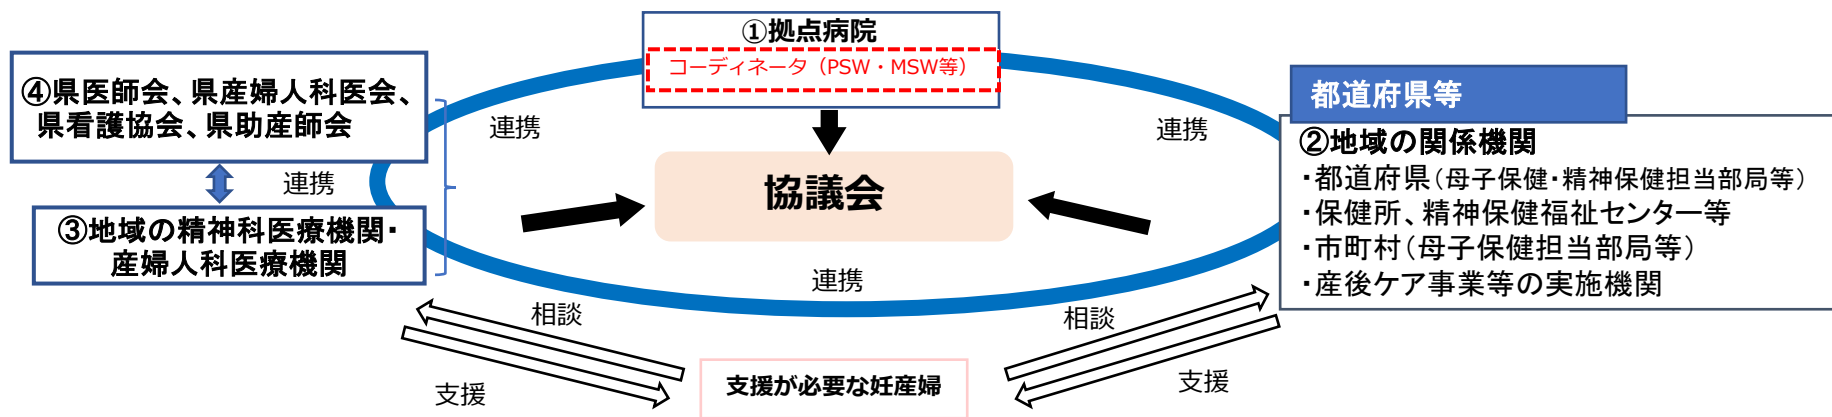 ①拠点病院
コーディネータ（PSW・MSW等）
④県医師会、県産婦人科医会、
県看護協会、県助産師会
連携
連携
都道府県等
②地域の関係機関
・都道府県（母子保健・精神保健担当部局等）
・保健所、精神保健福祉センター等
・市町村（母子保健担当部局等）
・産後ケア事業等の実施機関
協議会
連携
③地域の精神科医療機関・
産婦人科医療機関
連携
相談
相談
支援が必要な妊産婦
支援
支援